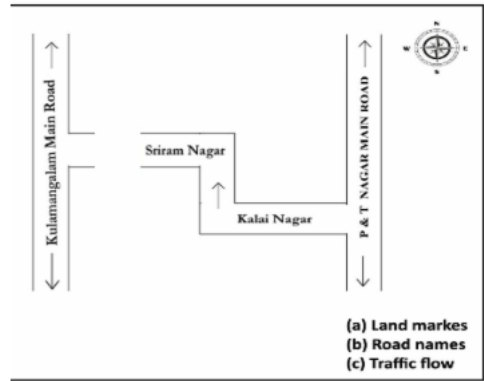 N
W E
S
Kulamangalam Main Road
Sriram Nagar
Kalai Nagar
P & T NAGAR MAIN ROAD
(a) Land markes
(b) Road names
(c) Traffic flow